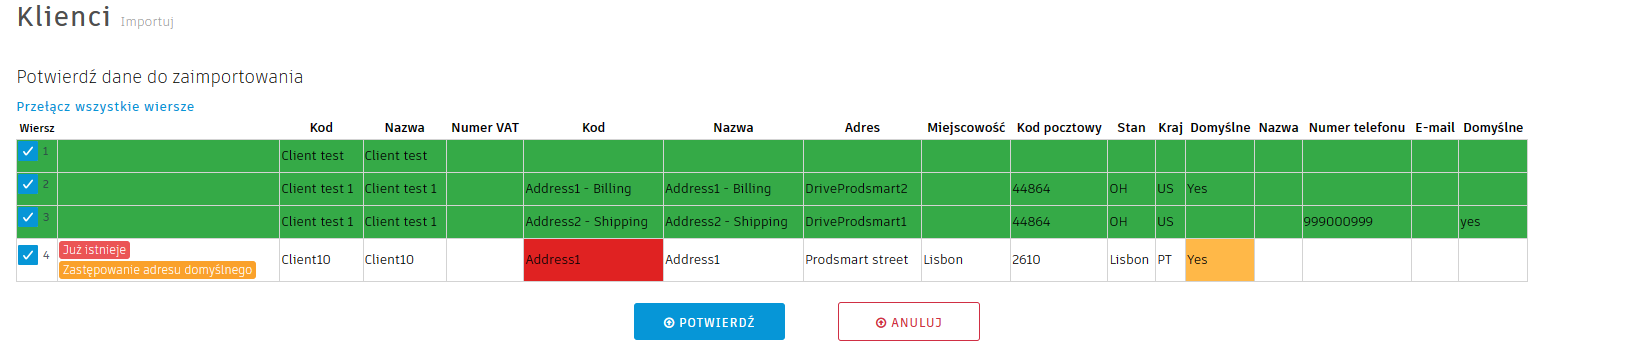 Klienci Importuj
Potwierdź dane do zaimportowania
Przełącz wszystkie wiersze
Wiersz Kod Nazwa Numer VAT Kod Nazwa Adres Miejscowość Kod pocztowy Stan Kraj Domyślne Nazwa Numer telefonu E-mail Domyślne
1 Client test Client test
2 Client test 1 Client test 1 Address1 - Billing Address1 - Billing DriveProdsmart2 44864 OH US Yes
3 Client test 1 Client test 1 Address2 - Shipping Address2 - Shipping DriveProdsmart1 44864 OH US 999000999 yes
4 Już istnieje
Zastępowanie adresu domyślnego
Client10 Client10 Address1 Address1 Prodsmart street Lisbon 2610 Lisbon PT Yes
POTWIERDŹ ANULUJ